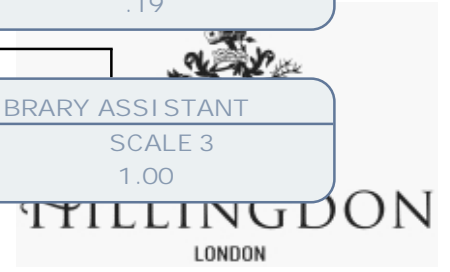 .19
BRARY ASSISTANT
SCALE 3
1.00
HILLINGDON
LONDON